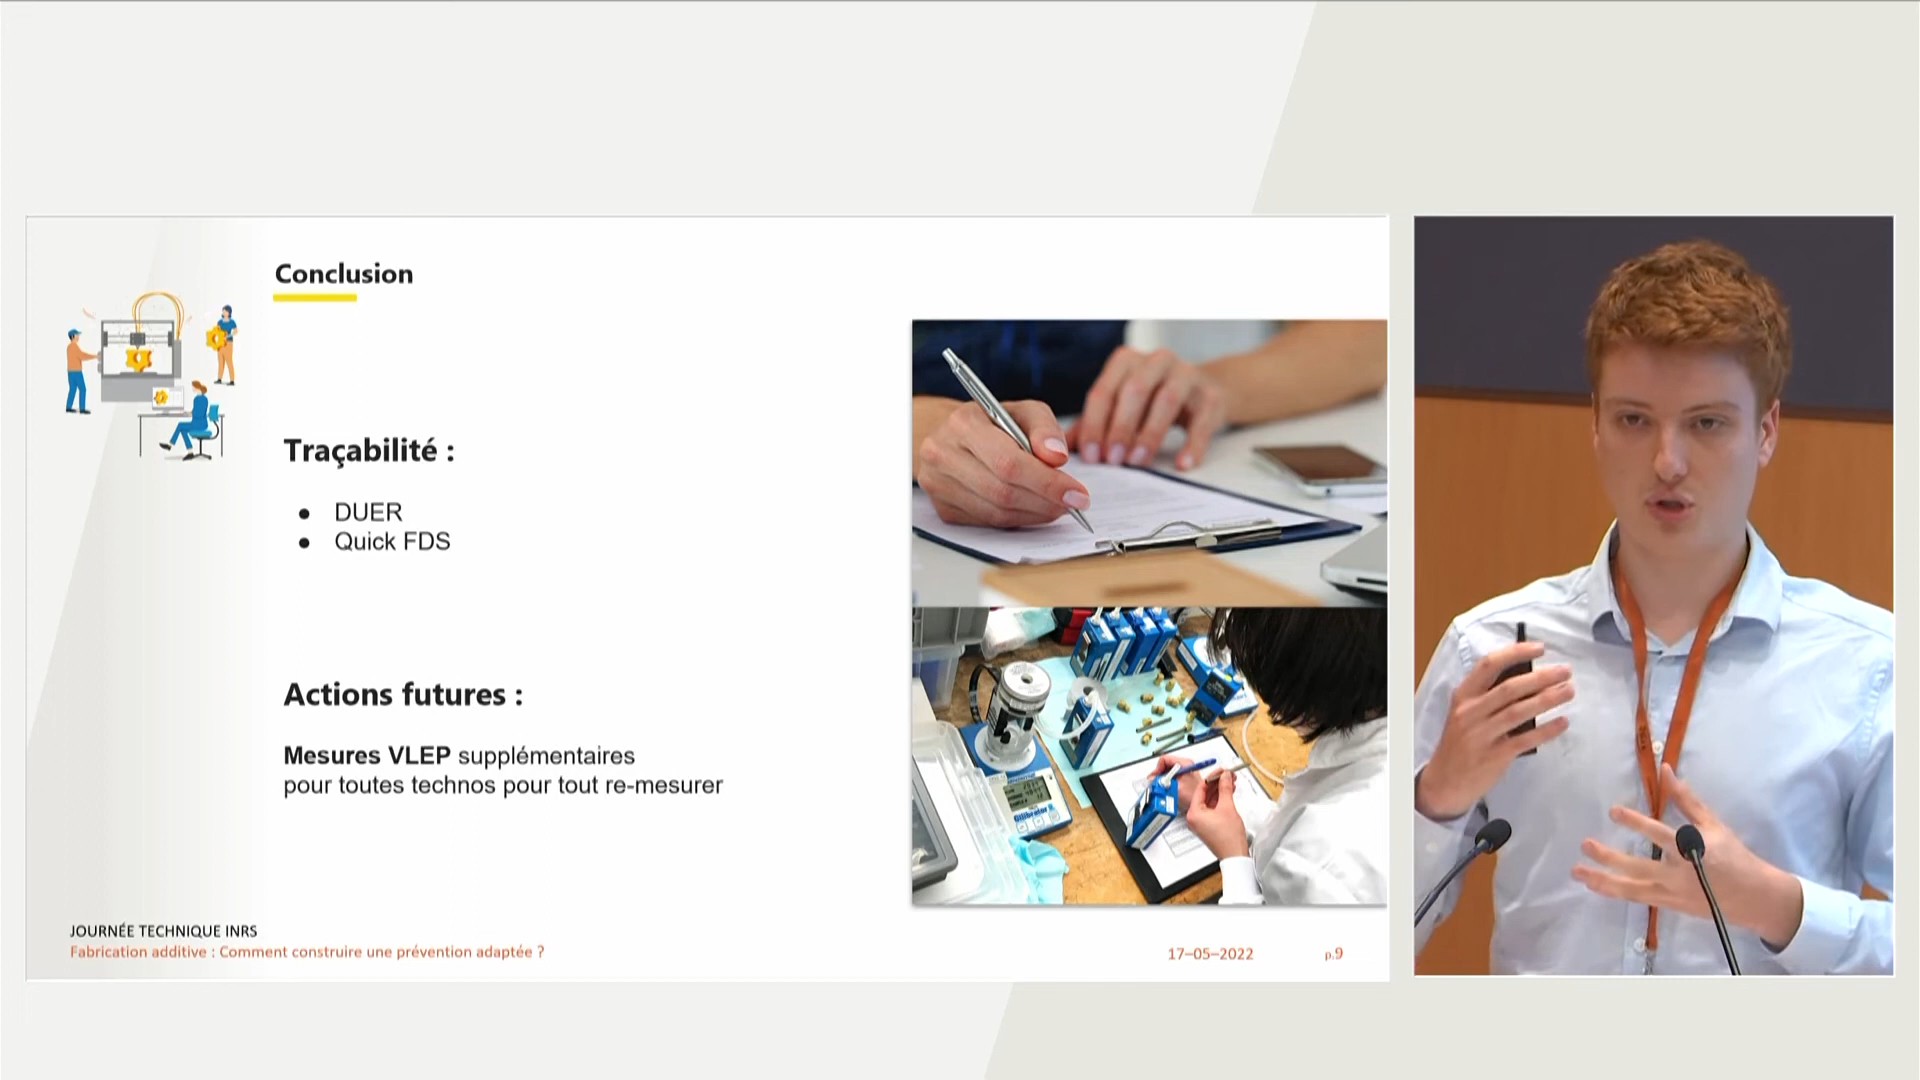 Conclusion
Traçabilité :
● DUER
● Quick FDS
Actions futures :
Mesures VLEP supplémentaires
pour toutes technos pour tout re-mesurer
Gilibrator
JOURNÉE TECHNIQUE INRS
Fabrication additive : Comment construire une prévention adaptée ?
17–05–2022
p.9